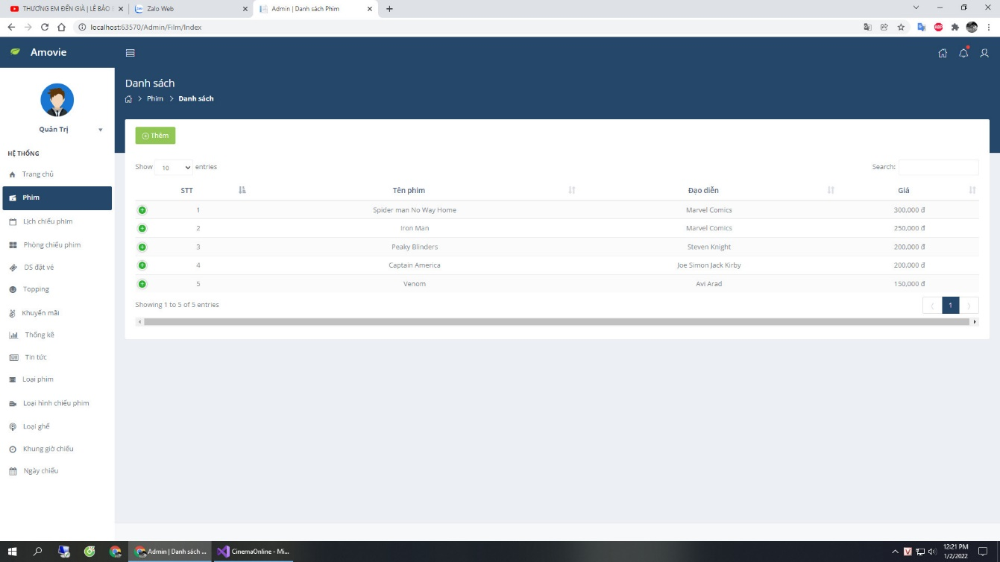 THƯƠNG EM ĐẾN GIÀ | LÊ BẢO
Zalo Web
Admin | Danh sách Phim
localhost:63570/Admin/Film/Index
Amovie
Danh sách
Phim > Danh sách
Quản Trị
Thêm
HỆ THỐNG
Show 10 entries
Search:
Trang chủ
Phim
Lịch chiếu phim
Phòng chiếu phim
DS đặt vé
Topping
Khuyến mãi
Thống kê
Tin tức
Loại phim
Loại hình chiếu phim
Loại ghế
Khung giờ chiếu
Ngày chiếu
STT Tên phim Đạo diễn Giá
1 Spider man No Way Home Marvel Comics 300,000 đ
2 Iron Man Marvel Comics 250,000 đ
3 Peaky Blinders Steven Knight 200,000 đ
4 Captain America Joe Simon Jack Kirby 200,000 đ
5 Venom Avi Arad 150,000 đ
Showing 1 to 5 of 5 entries
1
Admin | Danh sách ...
CinemaOnline - Mi...
12:21 PM
1/2/2022